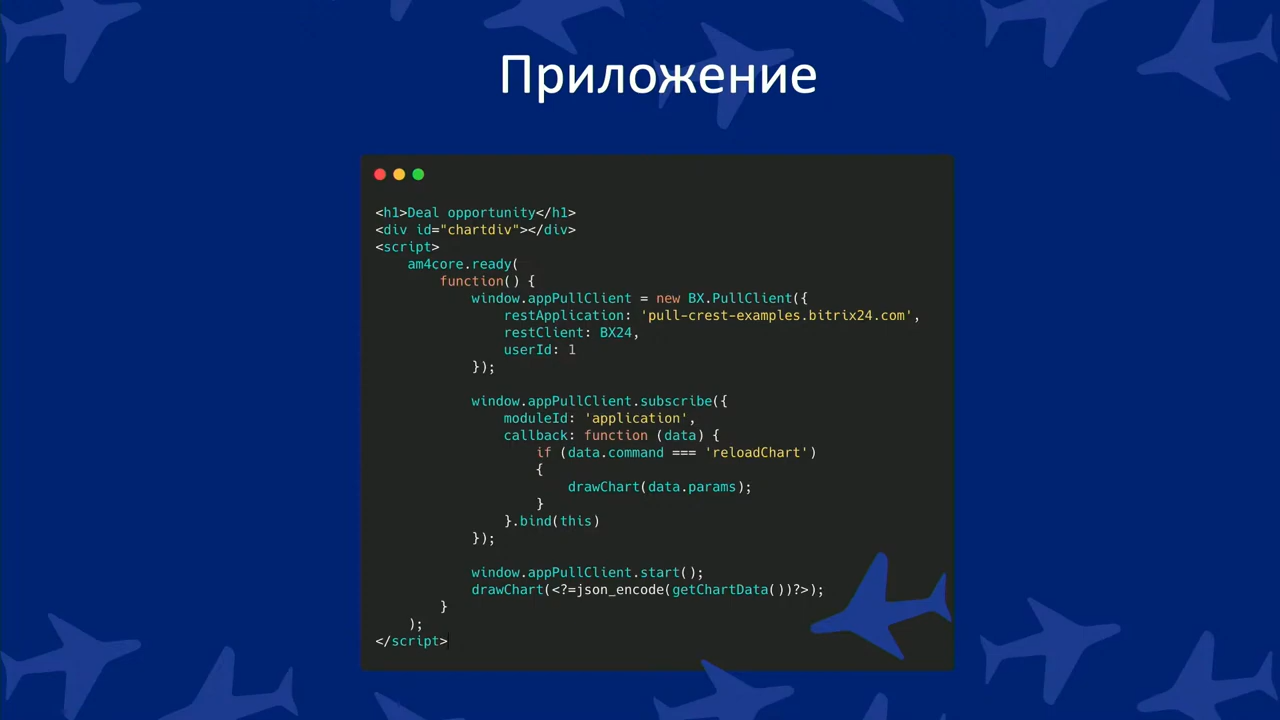 Приложение
<h1>Deal opportunity</h1>
<div id="chartdiv"></div>
<script>
    am4core.ready(
        function() {
            window.appPullClient = new BX.PullClient({
                restApplication: 'pull-crest-examples.bitrix24.com',
                restClient: BX24,
                userId: 1
            });

            window.appPullClient.subscribe({
                moduleId: 'application',
                callback: function (data) {
                    if (data.command === 'reloadChart')
                    {
                        drawChart(data.params);
                    }
                }.bind(this)
            });

            window.appPullClient.start();
            drawChart(<?=json_encode(getChartData())?>);
        }
    );
</script>